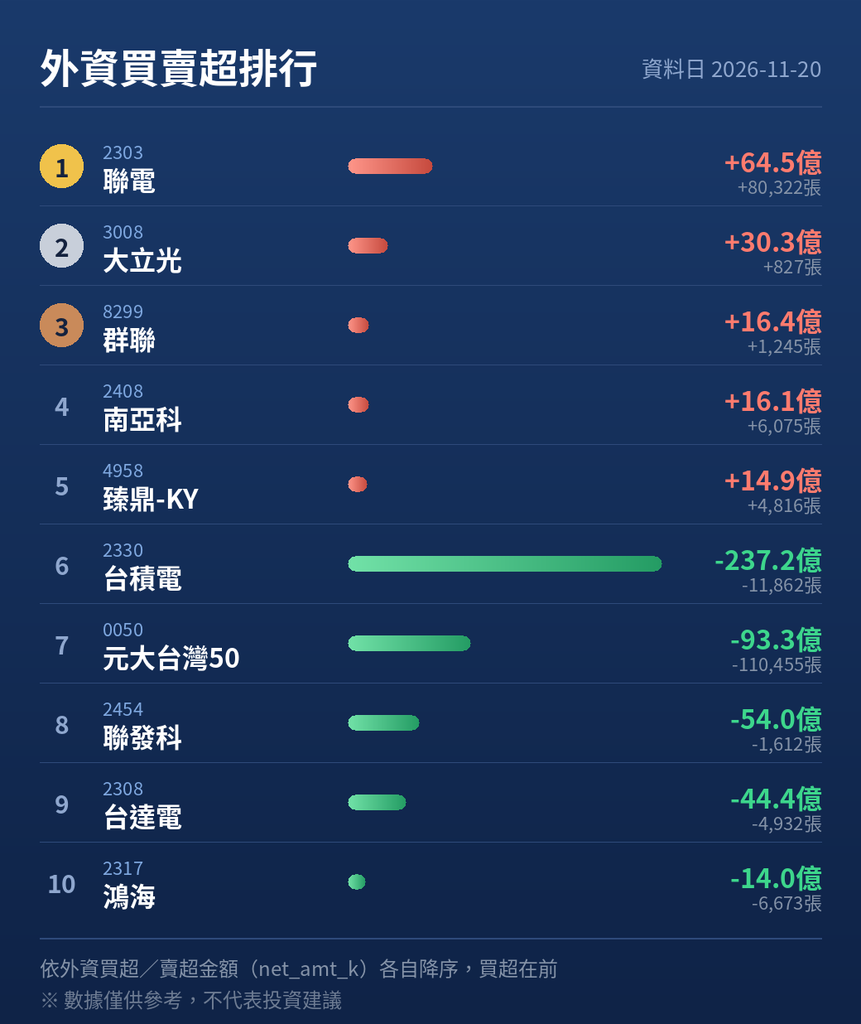 外資買賣超排行
資料日 2026-11-20
1
2303
聯電
+64.5億
+80,322張
2
3008
大立光
+30.3億
+827張
3
8299
群聯
+16.4億
+1,245張
4
2408
南亞科
+16.1億
+6,075張
5
4958
臻鼎-KY
+14.9億
+4,816張
6
2330
台積電
-237.2億
-11,862張
7
0050
元大台灣50
-93.3億
-110,455張
8
2454
聯發科
-54.0億
-1,612張
9
2308
台達電
-44.4億
-4,932張
10
2317
鴻海
-14.0億
-6,673張
依外資買超／賣超金額（net_amt_k）各自降序，買超在前
※ 數據僅供參考，不代表投資建議